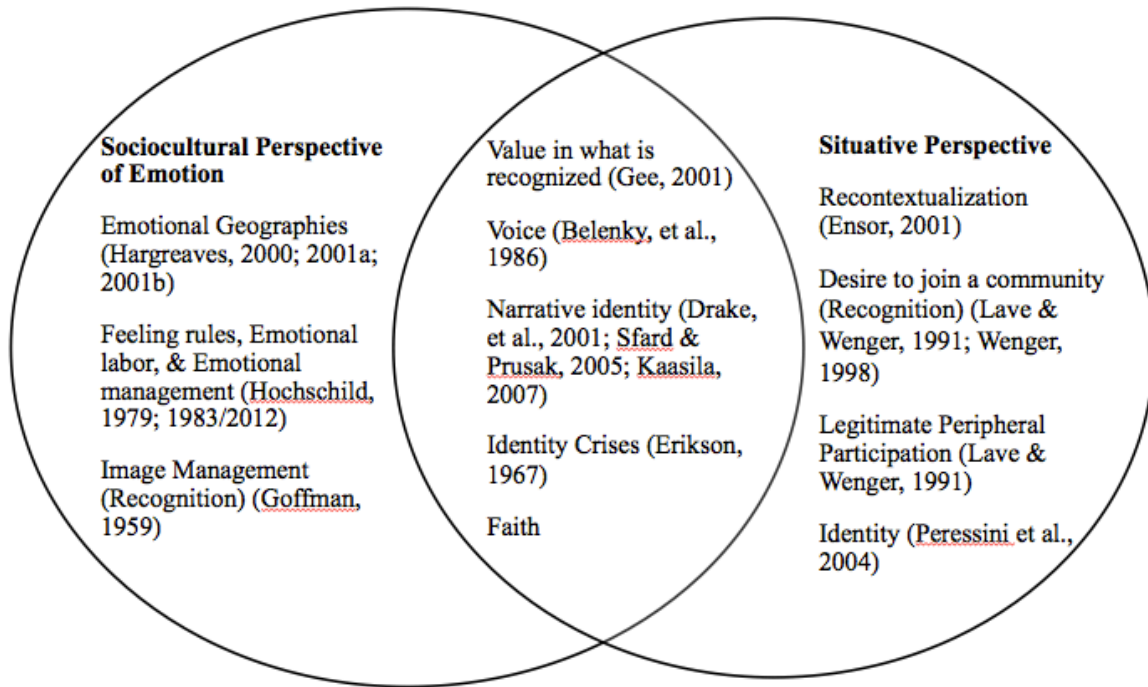 Sociocultural Perspective
of Emotion
Emotional Geographies
(Hargreaves, 2000; 2001a;
2001b)
Feeling rules, Emotional
labor, & Emotional
management (Hochschild,
1979; 1983/2012)
Image Management
(Recognition) (Goffman,
1959)
Value in what is
recognized (Gee, 2001)
Voice (Belenky, et al.,
1986)
Narrative identity (Drake,
et al., 2001; Sfard &
Prusak, 2005; Kaasila,
2007)
Identity Crises (Erikson,
1967)
Faith
Situative Perspective
Recontextualization
(Ensor, 2001)
Desire to join a community
(Recognition) (Lave &
Wenger, 1991; Wenger,
1998)
Legitimate Peripheral
Participation (Lave &
Wenger, 1991)
Identity (Peressini et al.,
2004)